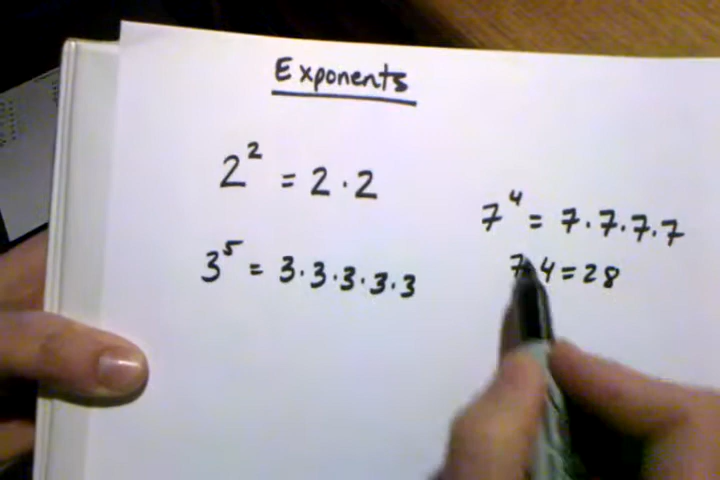 Exponents
2² = 2 · 2
3⁵ = 3 · 3 · 3 · 3 · 3
7⁴ = 7 · 7 · 7 · 7
7 · 4 = 28